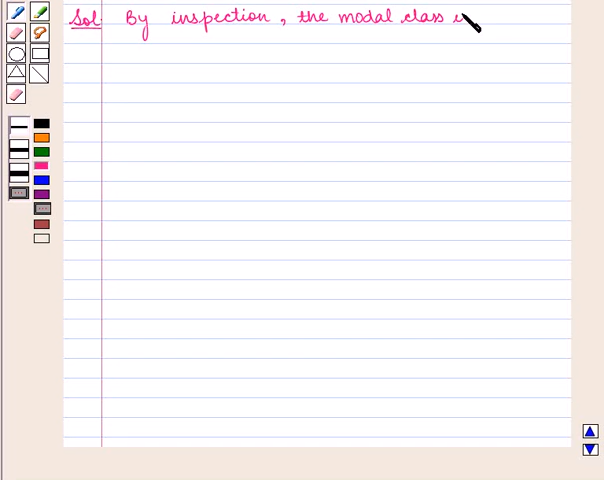 Sol. By inspection, the modal class i